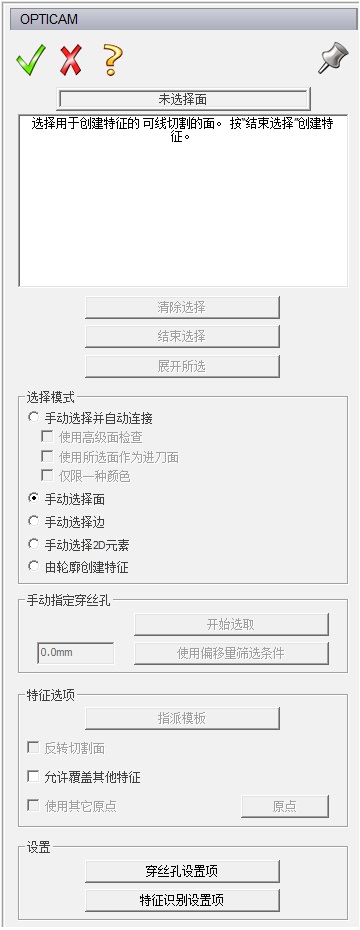 OPTICAM
未选择面
选择用于创建特征的 可线切割的面。 按"结束选择"创建特
征。
清除选择
结束选择
展开所选
选择模式
手动选择并自动连接
使用高级面检查
使用所选面作为进刀面
仅限一种颜色
手动选择面
手动选择边
手动选择2D元素
由轮廓创建特征
手动指定穿丝孔
开始选取
0.0mm
使用偏移量筛选条件
特征选项
指派模板
反转切割面
允许覆盖其他特征
使用其它原点
原点
设置
穿丝孔设置项
特征识别设置项